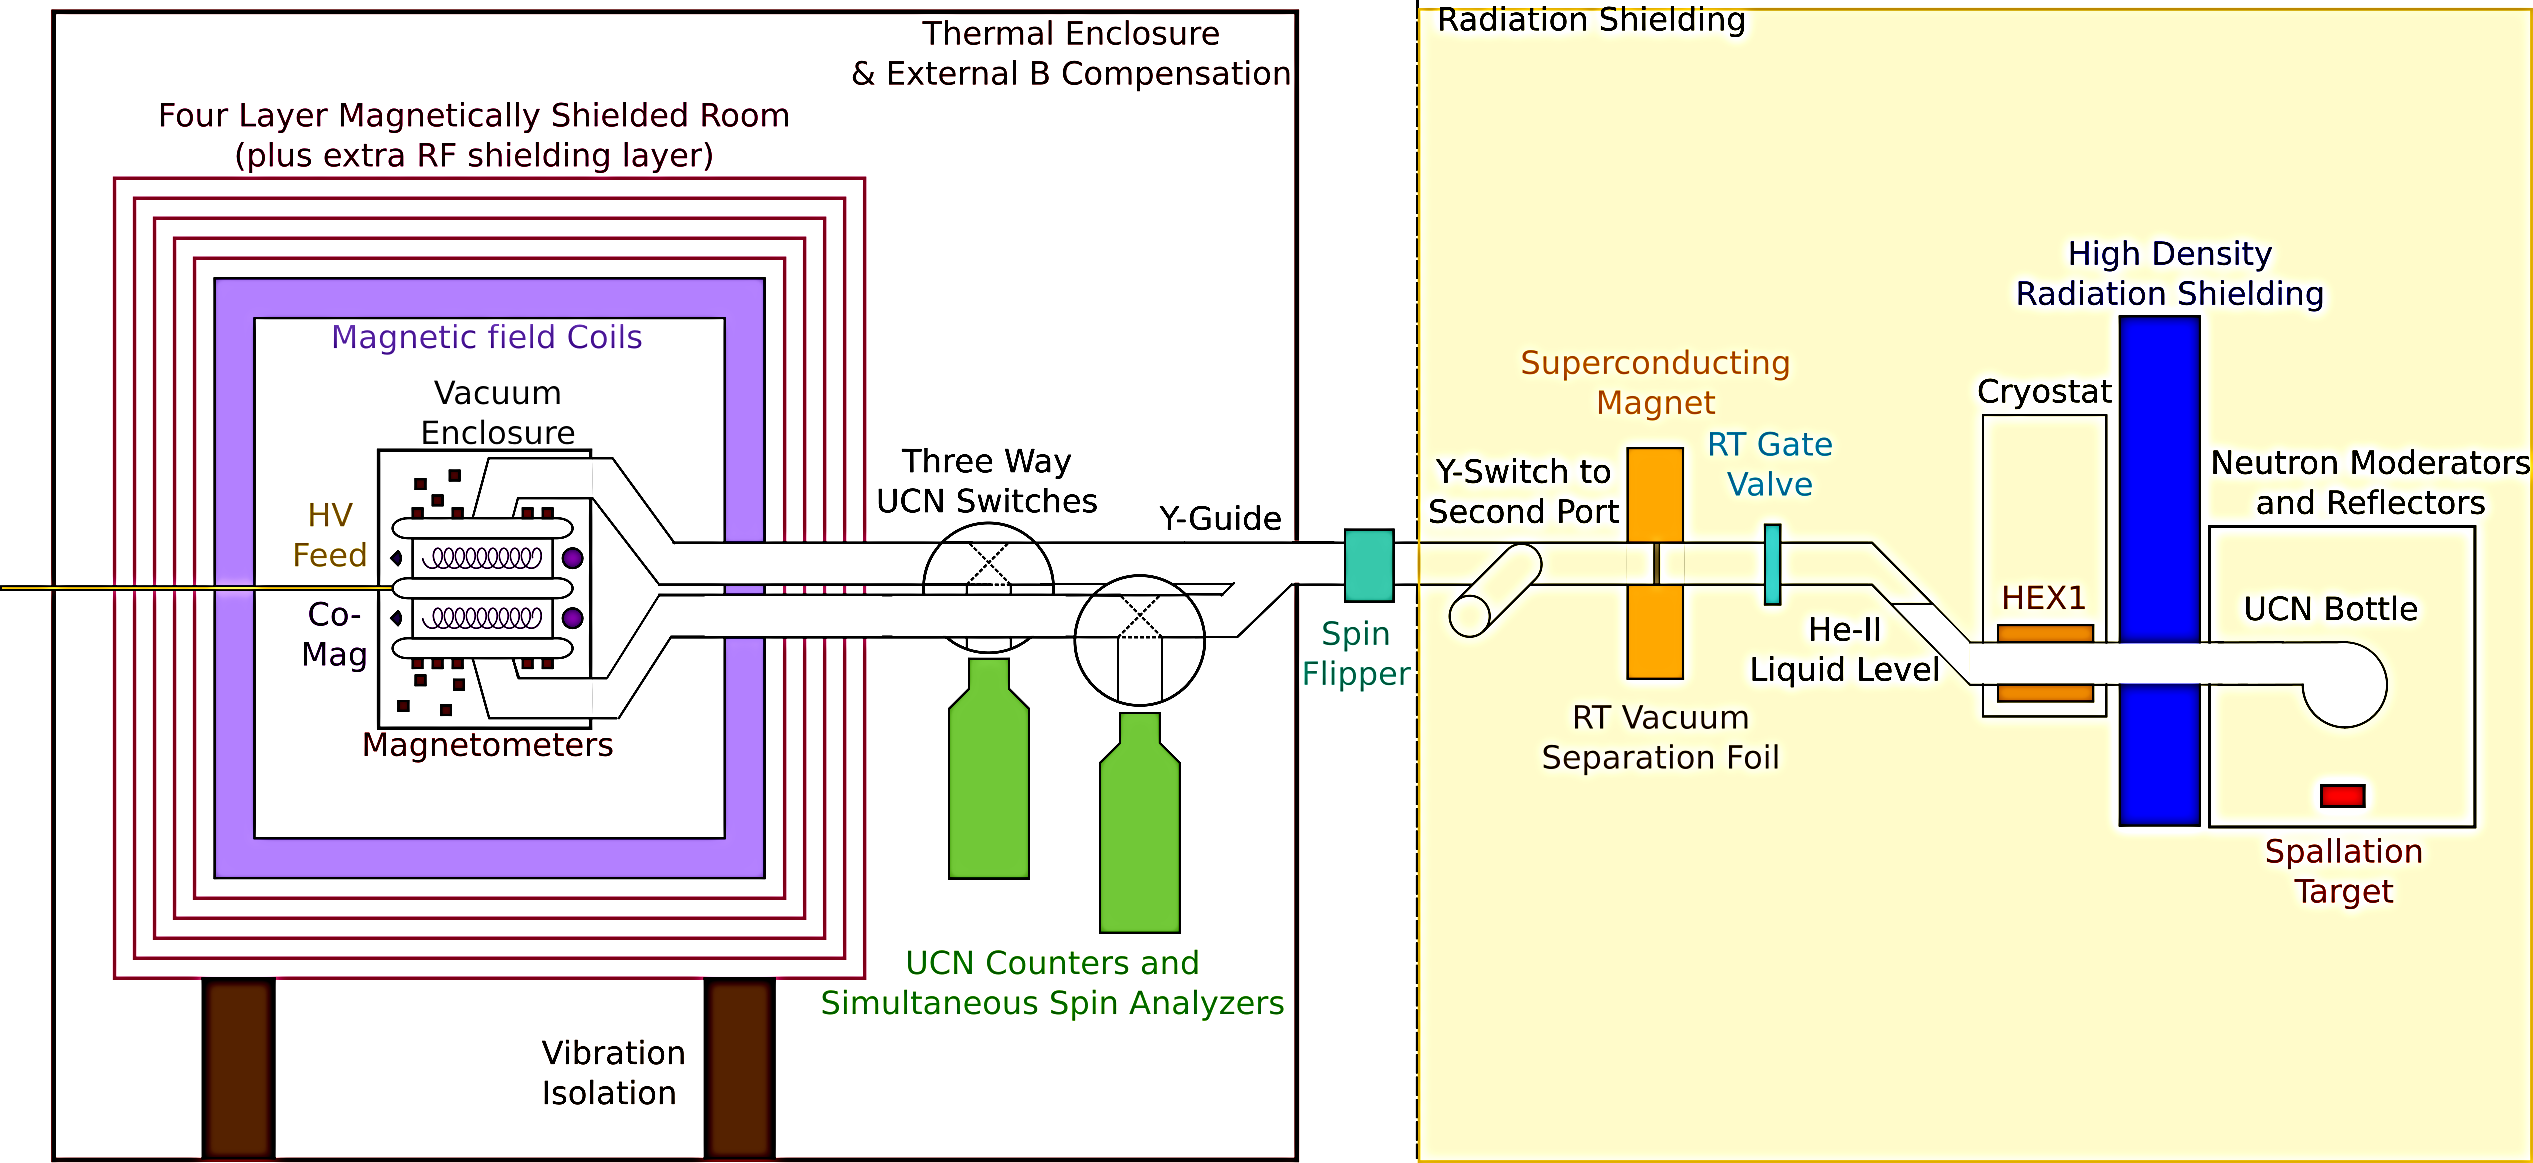 Thermal Enclosure
& External B Compensation
Radiation Shielding
Four Layer Magnetically Shielded Room
(plus extra RF shielding layer)
Magnetic field Coils
Vacuum
Enclosure
HV
Feed
Co-
Mag
Magnetometers
Three Way
UCN Switches
Y-Guide
UCN Counters and
Simultaneous Spin Analyzers
Vibration
Isolation
Spin
Flipper
Y-Switch to
Second Port
Superconducting
Magnet
RT Gate
Valve
RT Vacuum
Separation Foil
He-II
Liquid Level
Cryostat
HEX1
High Density
Radiation Shielding
Neutron Moderators
and Reflectors
UCN Bottle
Spallation
Target